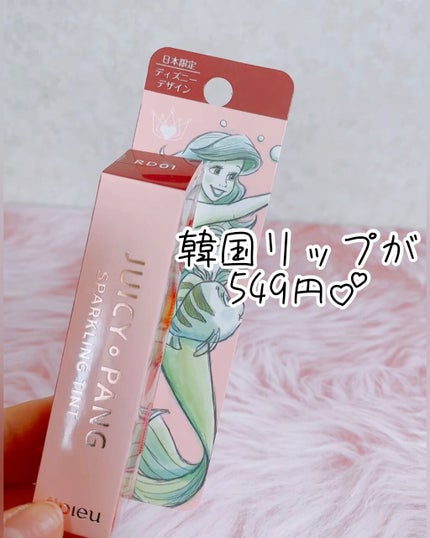 日本限定
ディズニー
デザイン
RD01
JUICY・PANG
SPARKLING TINT
韓国リップが
549円♡♡